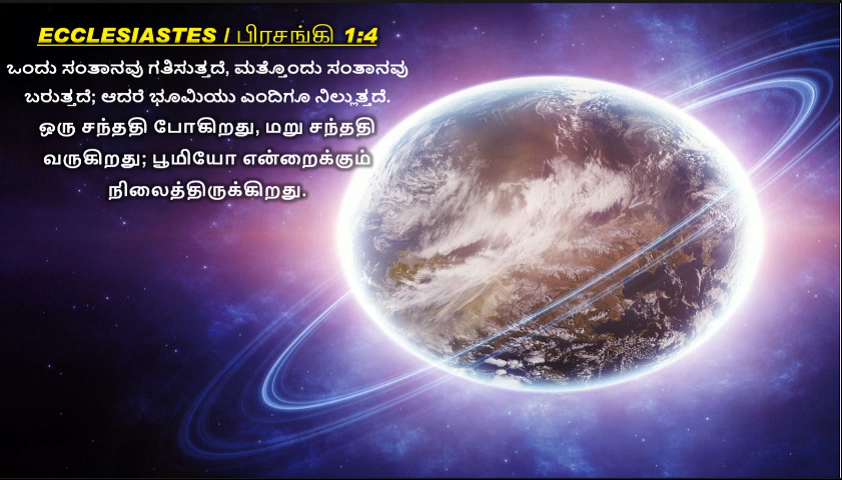 ECCLESIASTES / பிரசங்கி 1:4
ಒಂದು ಸಂತಾನವು ಗತಿಸುತ್ತದೆ, ಮತ್ತೊಂದು ಸಂತಾನವು
ಬರುತ್ತದೆ; ಆದರೆ ಭೂಮಿಯು ಎಂದಿಗೂ ನಿಲ್ಲುತ್ತದೆ.
ஒரு சந்ததி போகிறது, மறு சந்ததி
வருகிறது; பூமியோ என்றைக்கும்
நிலைத்திருக்கிறது.